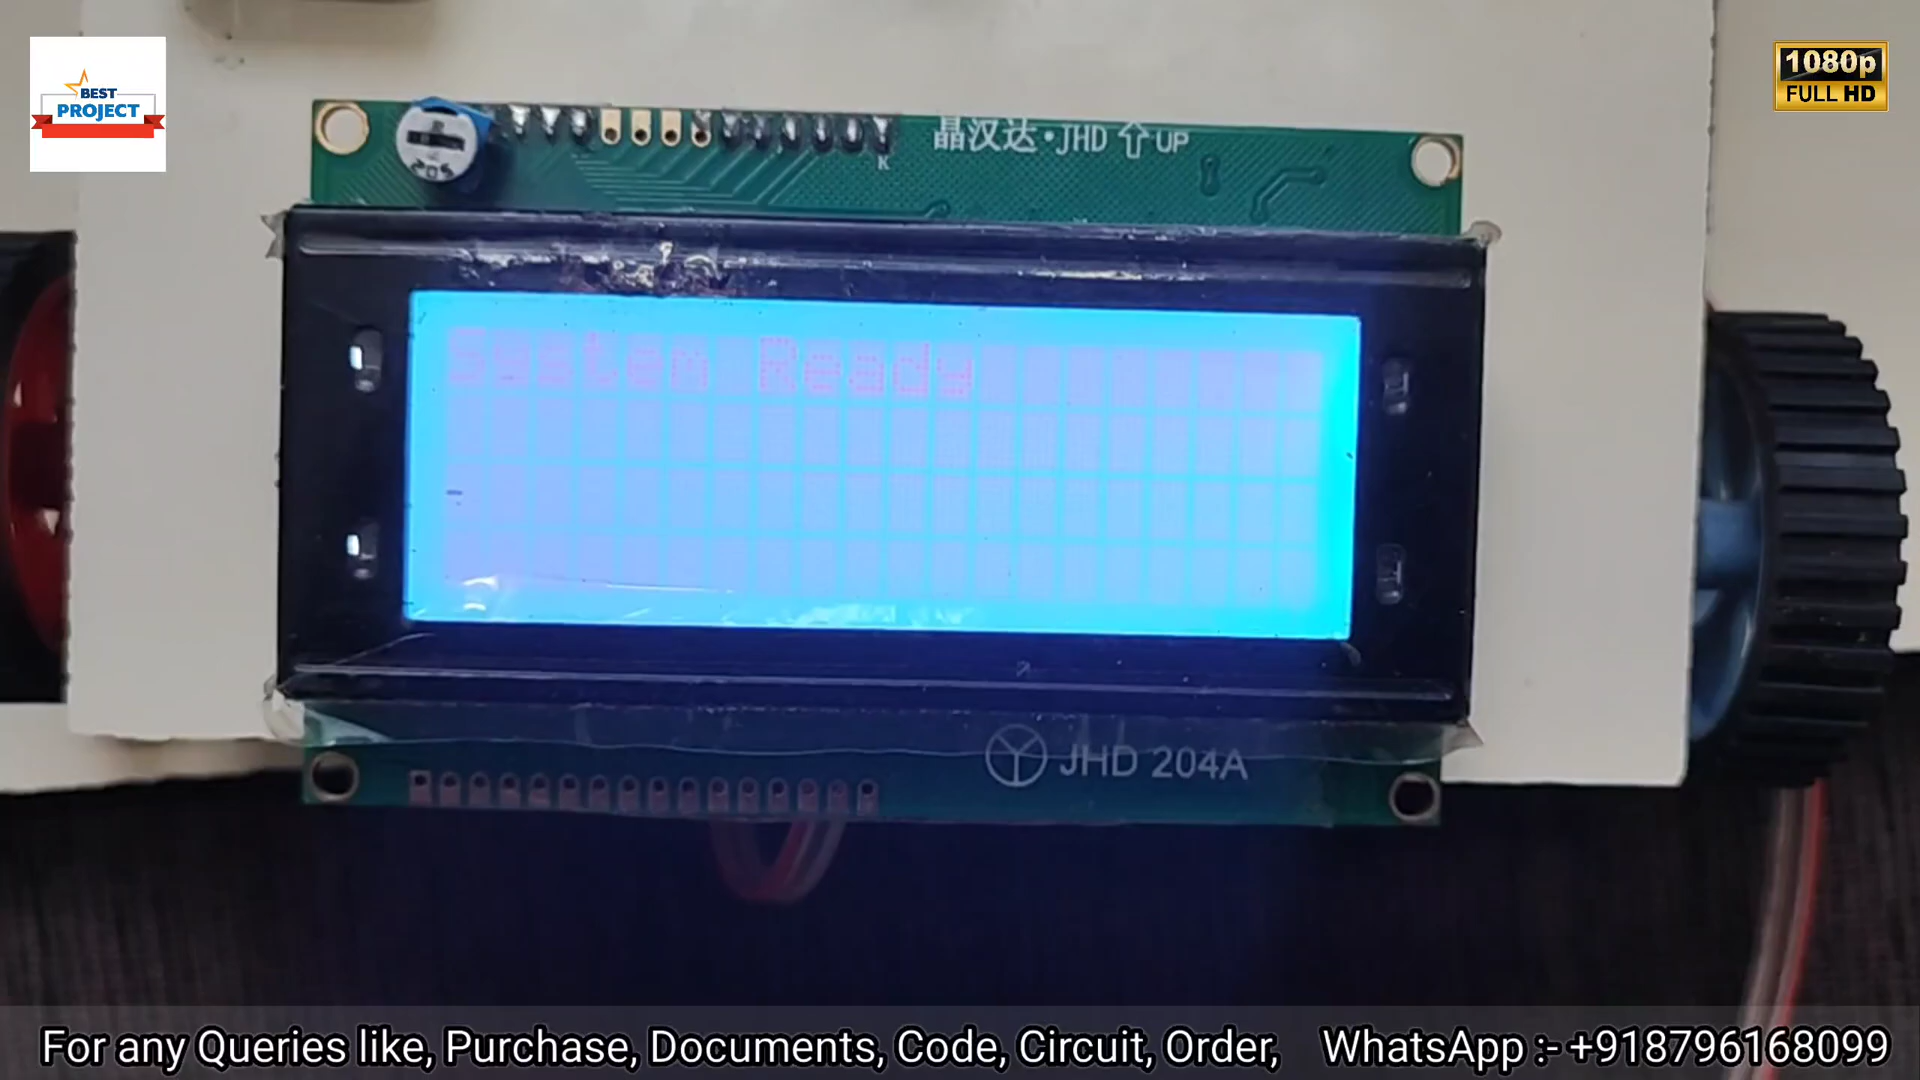 BEST
PROJECT
1080p
FULL HD
205
K
晶汉达·JHD ⇧ UP
System Ready
JHD 204A
For any Queries like, Purchase, Documents, Code, Circuit, Order, WhatsApp :- +918796168099